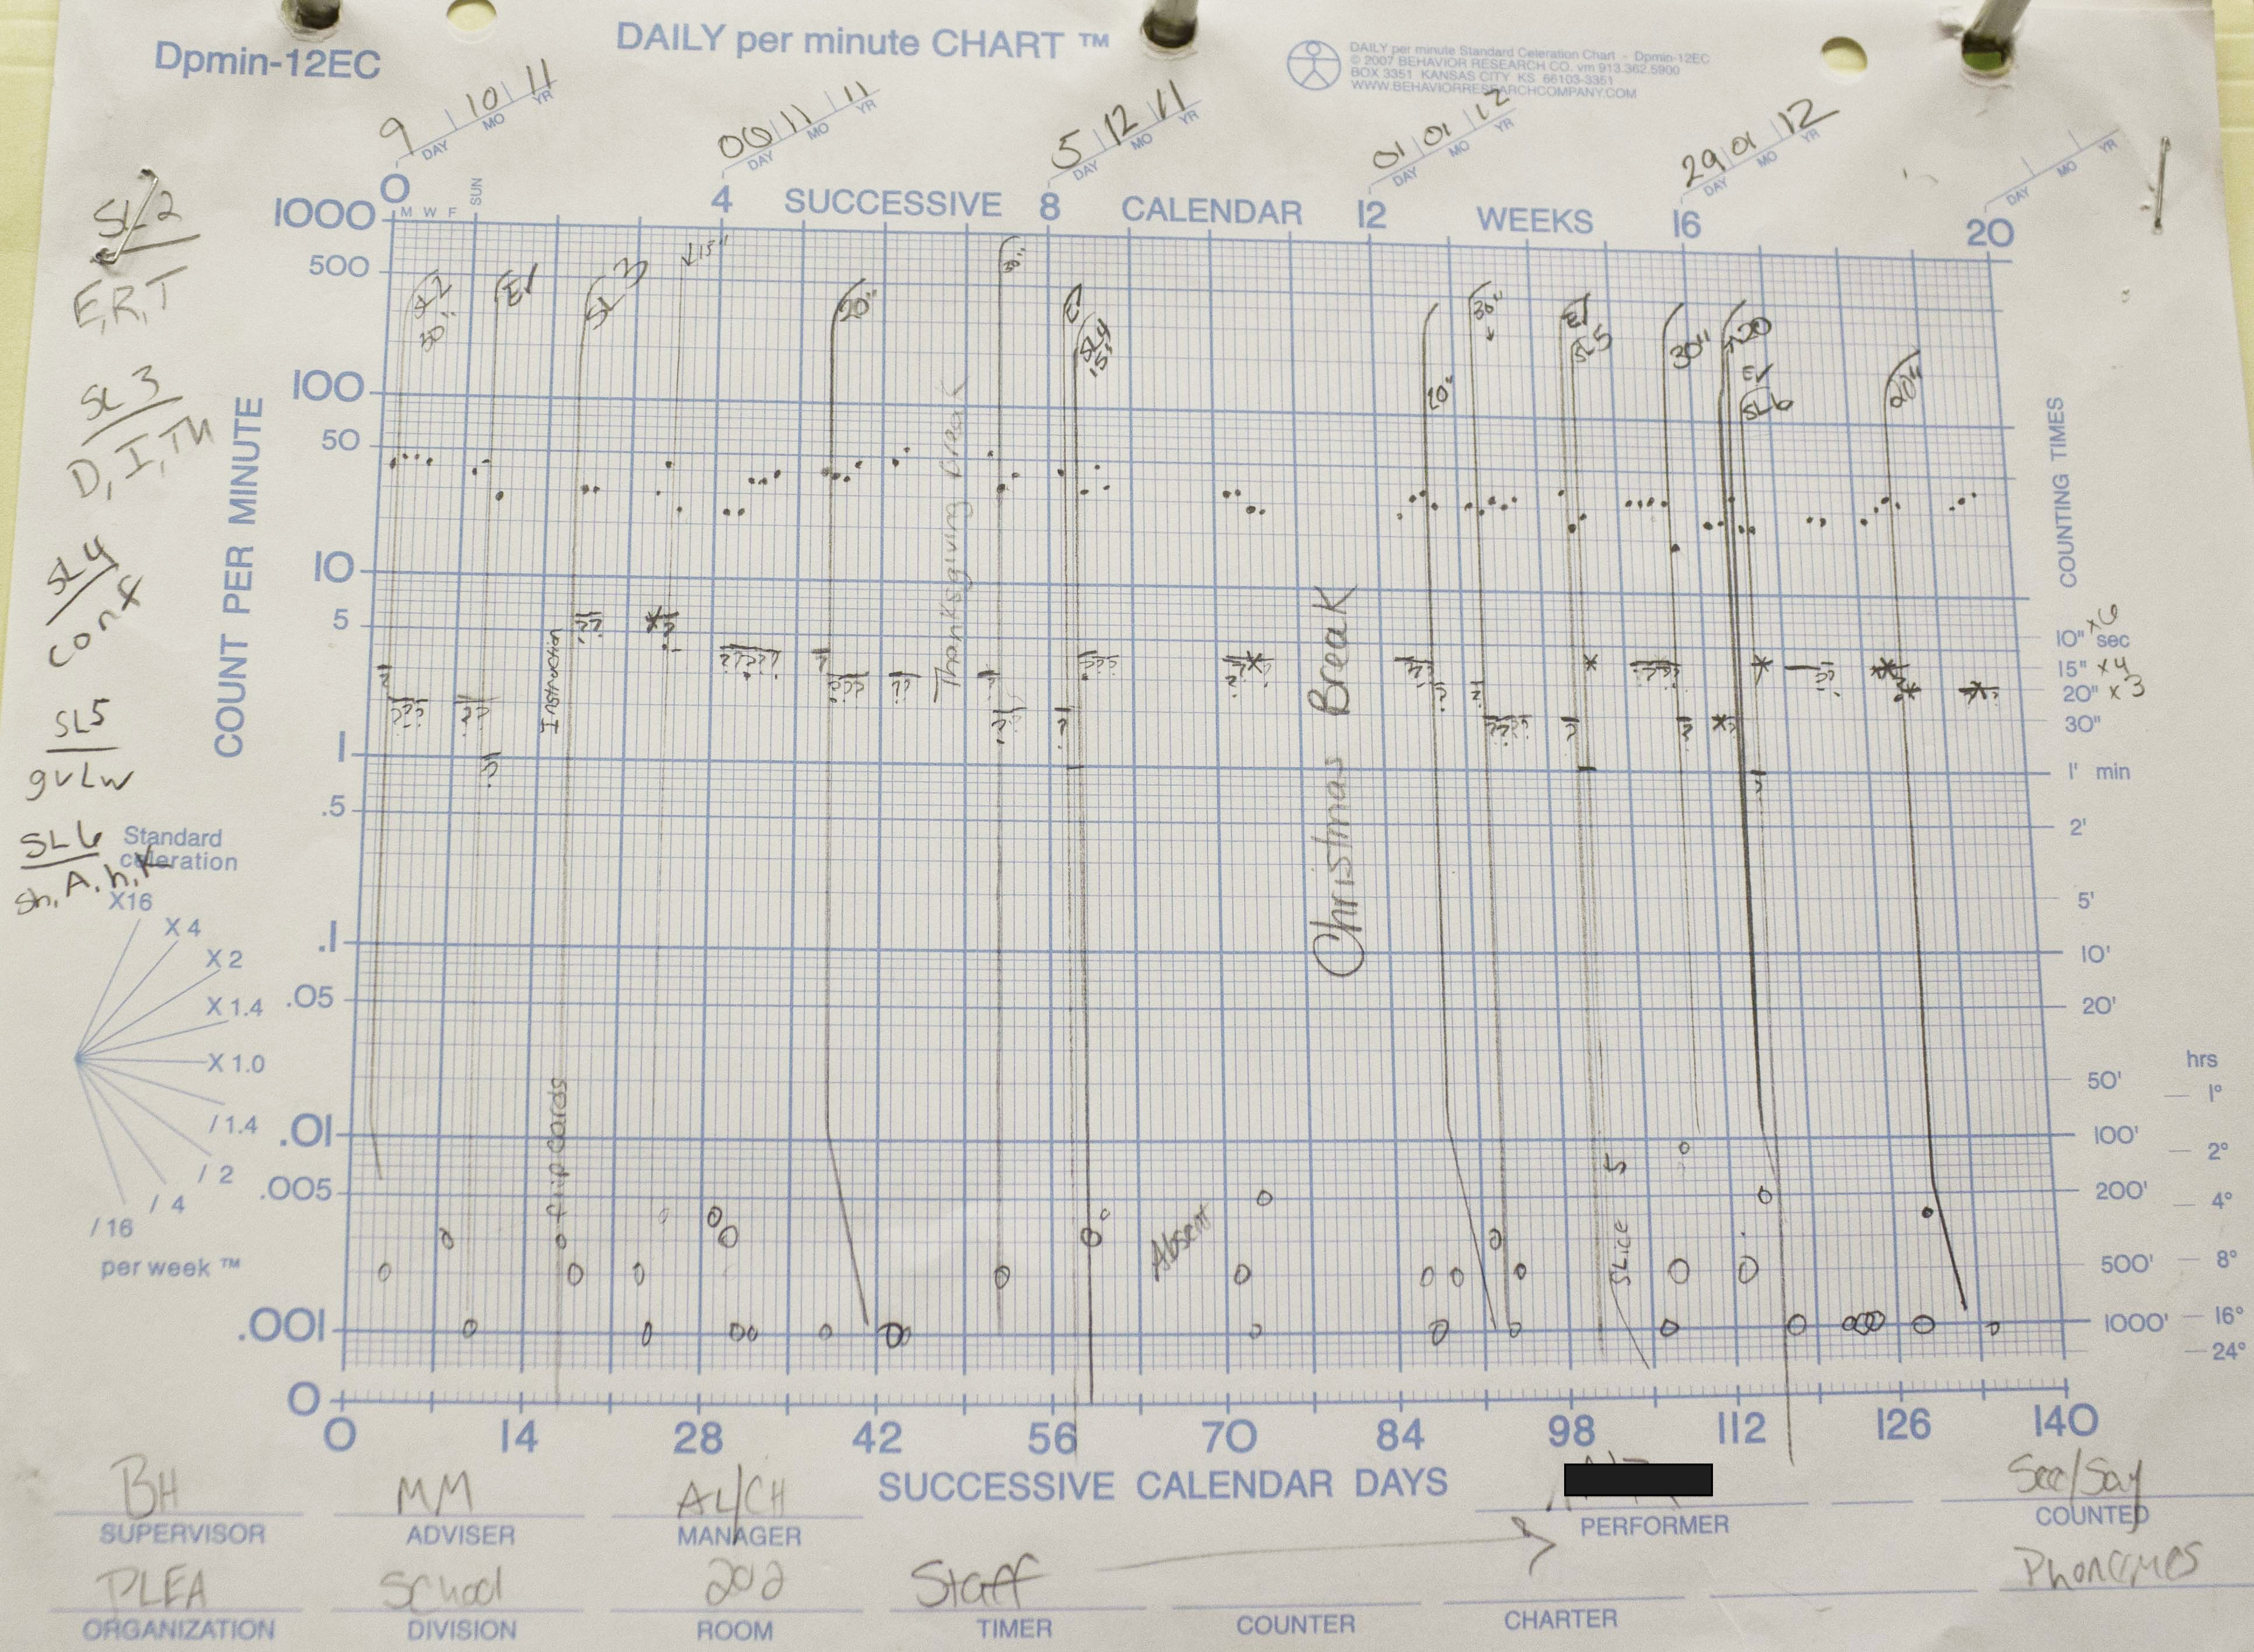 Dpmin-12EC
DAILY per minute CHART ™
DAILY per minute Standard Celeration Chart - Dpmin-12EC
© 2007 BEHAVIOR RESEARCH CO. vm 913.362.5900
BOX 3351 KANSAS CITY KS 66103-3351
WWW.BEHAVIORRESEARCHCOMPANY.COM
9 10 11
DAY MO YR
11 11
DAY MO YR
5 12 11
DAY MO YR
01 01 12
DAY MO YR
29 01 12
DAY MO YR
DAY MO YR
0 4 SUCCESSIVE 8 CALENDAR 12 WEEKS 16 20
M W F SUN
COUNT PER MINUTE
1000
500
100
50
10
5
1
.5
.1
.05
.01
.005
.001
0
SL 2
E, R, T
SL 3
D, I, TH
SL4
conf
SL5
gvLw
SL6
Sh, A, h, K
Standard
celeration
X16
X 4
X 2
X 1.4
X 1.0
/ 1.4
/ 2
/ 4
/ 16
per week ™
SL 2
30"
SL 3
↓15"
20"
30"
SL4
15"
20"
30"
SL5
30"
20
SL6
20"
Instruction
flip cards
Thanksgiving Break
Absent
Christmas Break
SLice 5
COUNTING TIMES
10" sec x6
15" x4
20" x3
30"
1' min
2'
5'
10'
20'
50'
100'
200'
500'
1000'
hrs
1°
2°
4°
8°
16°
24°
0 14 28 42 56 70 84 98 112 126 140
SUCCESSIVE CALENDAR DAYS
BH
SUPERVISOR
MM
ADVISER
AL/CH
MANAGER
PERFORMER
See/Say
COUNTED
PLEA
ORGANIZATION
School
DIVISION
202
ROOM
Staff
TIMER
COUNTER
CHARTER
Phonemes